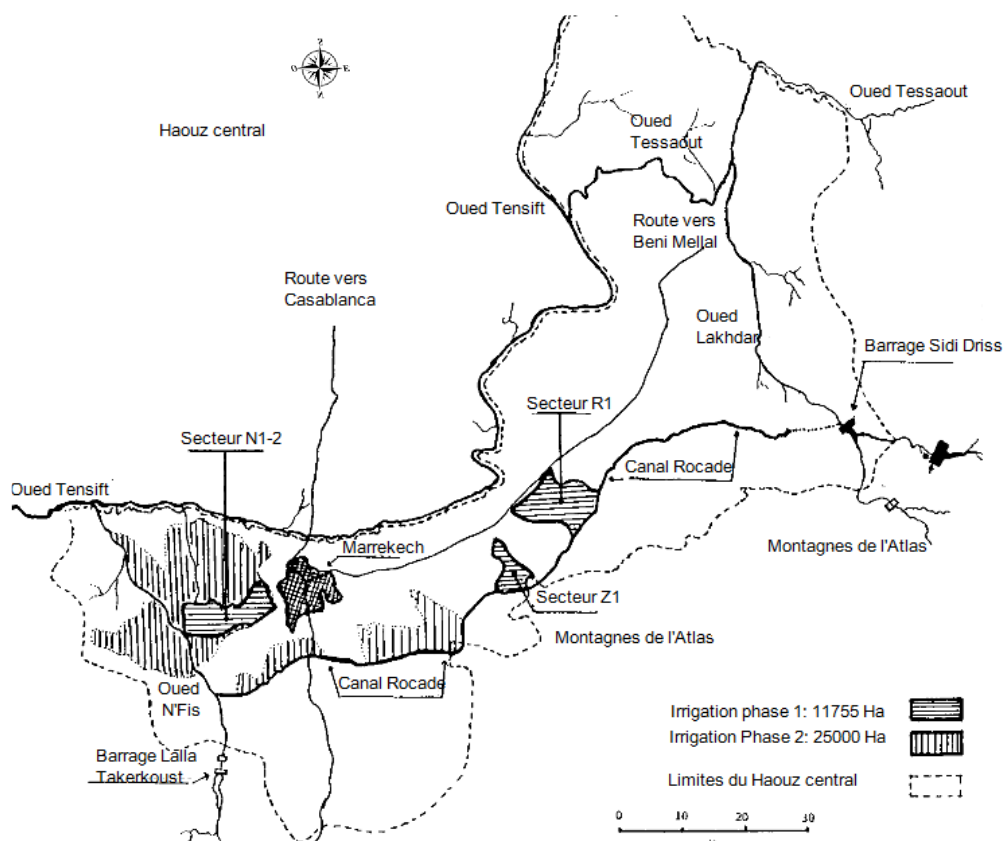 S
O
E
N
Haouz central
Oued Tessaout
Oued
Tessaout
Oued Tensift
Route vers
Beni Mellal
Route vers
Casablanca
Oued
Lakhdar
Barrage Sidi Driss
Secteur R1
Secteur N1-2
Canal Rocade
Oued Tensift
Marrekech
Montagnes de l'Atlas
Secteur Z1
Montagnes de l'Atlas
Canal Rocade
Oued
N'Fis
Barrage Lalla
Takerkoust
Irrigation phase 1: 11755 Ha
Irrigation Phase 2: 25000 Ha
Limites du Haouz central
0 10 20 30